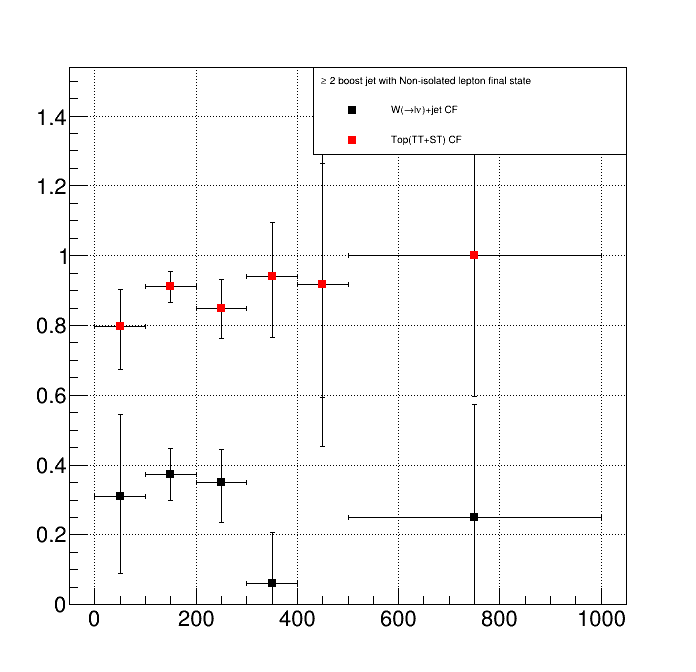 ≥ 2 boost jet with Non-isolated lepton final state
W(→lν)+jet CF
Top(TT+ST) CF
1.4
1.2
1
0.8
0.6
0.4
0.2
0
0 200 400 600 800 1000